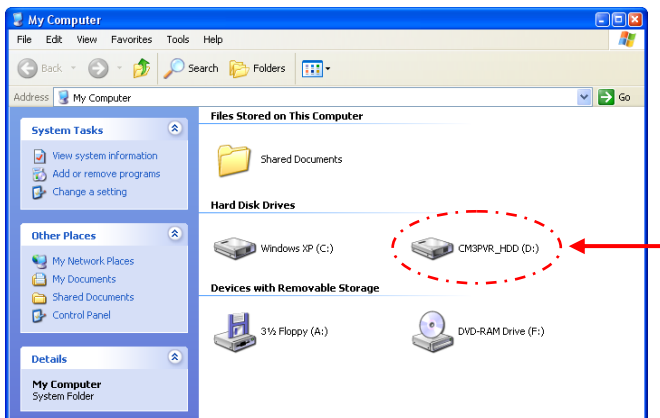 My Computer
File Edit View Favorites Tools Help
Back Search Folders
Address My Computer Go
System Tasks
View system information
Add or remove programs
Change a setting
Other Places
My Network Places
My Documents
Shared Documents
Control Panel
Details
My Computer
System Folder
Files Stored on This Computer
Shared Documents
Hard Disk Drives
Windows XP (C:) CM3PVR_HDD (D:)
Devices with Removable Storage
3½ Floppy (A:) DVD-RAM Drive (F:)